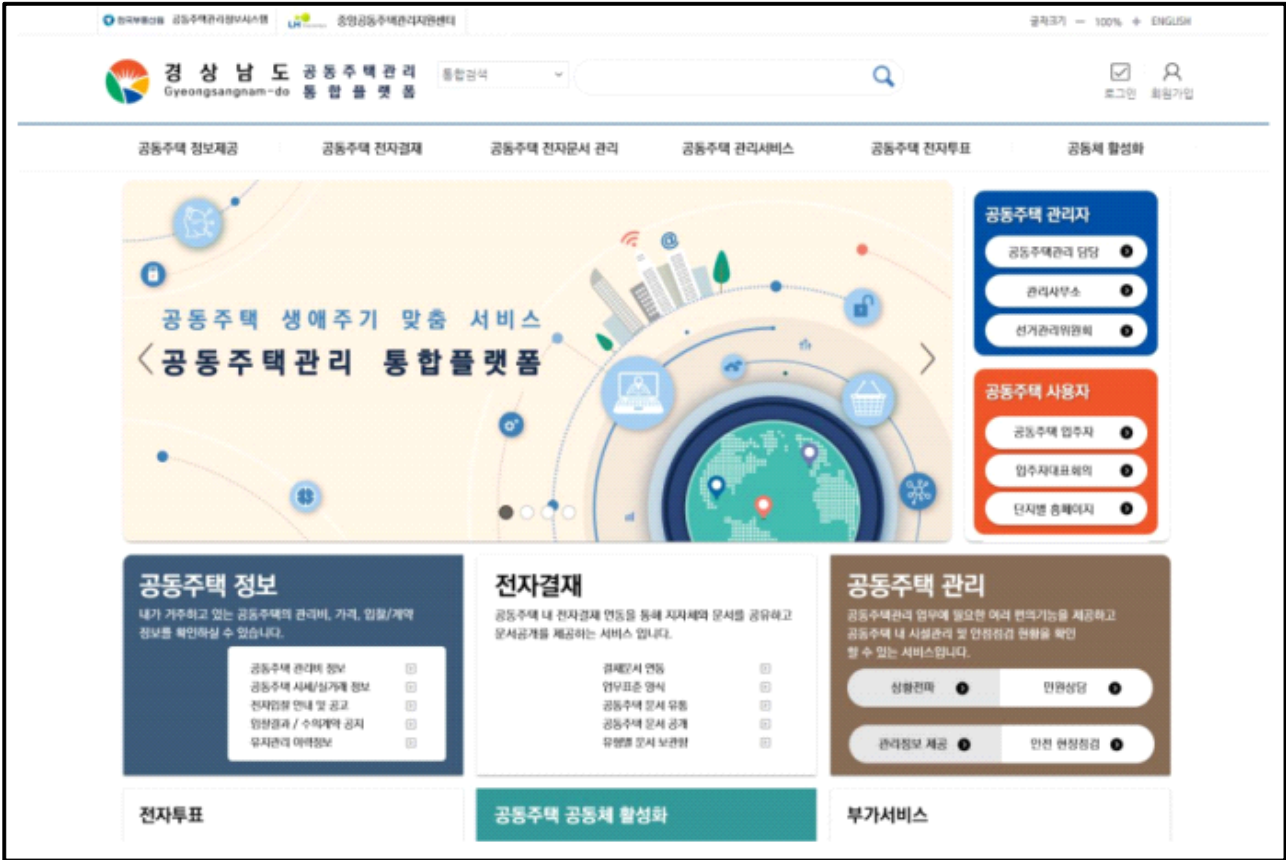 한국부동산원 공동주택관리정보시스템
LH 중앙공동주택관리지원센터
글자크기 － 100% ＋ ENGLISH
경상남도
Gyeongsangnam-do
공동주택관리
통합플랫폼
통합검색
로그인 회원가입
공동주택 정보제공 공동주택 전자결재 공동주택 전자문서 관리 공동주택 관리서비스 공동주택 전자투표 공동체 활성화
공동주택 생애주기 맞춤 서비스
공동주택관리 통합플랫폼
공동주택 관리자
공동주택관리 담당
관리사무소
선거관리위원회
공동주택 사용자
공동주택 입주자
입주자대표회의
단지별 홈페이지
공동주택 정보
내가 거주하고 있는 공동주택의 관리비, 가격, 입찰/계약
정보를 확인하실 수 있습니다.
공동주택 관리비 정보
공동주택 시세/실거래 정보
전자입찰 안내 및 공고
입찰결과 / 수의계약 공지
유지관리 이력정보
전자결재
공동주택 내 전자결재 연동을 통해 지자체와 문서를 공유하고
문서공개를 제공하는 서비스 입니다.
결재문서 연동
업무표준 양식
공동주택 문서 유통
공동주택 문서 공개
유형별 문서 보관함
공동주택 관리
공동주택관리 업무에 필요한 여러 편의기능을 제공하고
공동주택 내 시설관리 및 안전점검 현황을 확인
할 수 있는 서비스입니다.
상황전파 민원상담
관리정보 제공 안전 현장점검
전자투표
공동주택 공동체 활성화
부가서비스